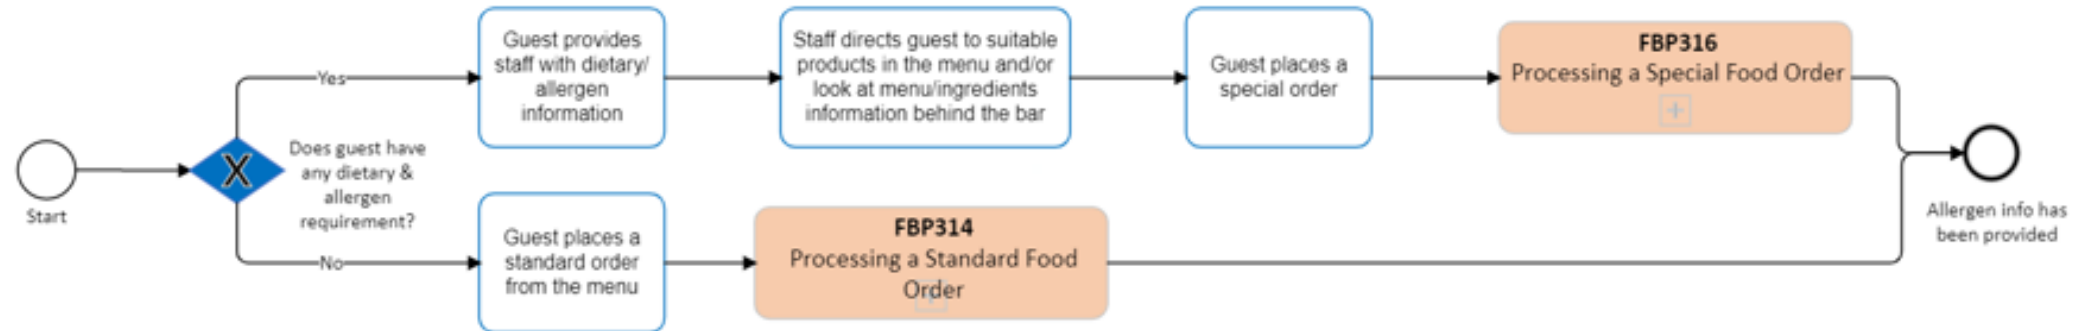 Start
X
Does guest have
any dietary &
allergen
requirement?
Yes
Guest provides
staff with dietary/
allergen
information
Staff directs guest to suitable
products in the menu and/or
look at menu/ingredients
information behind the bar
Guest places a
special order
FBP316
Processing a Special Food Order
No
Guest places a
standard order
from the menu
FBP314
Processing a Standard Food
Order
Allergen info has
been provided